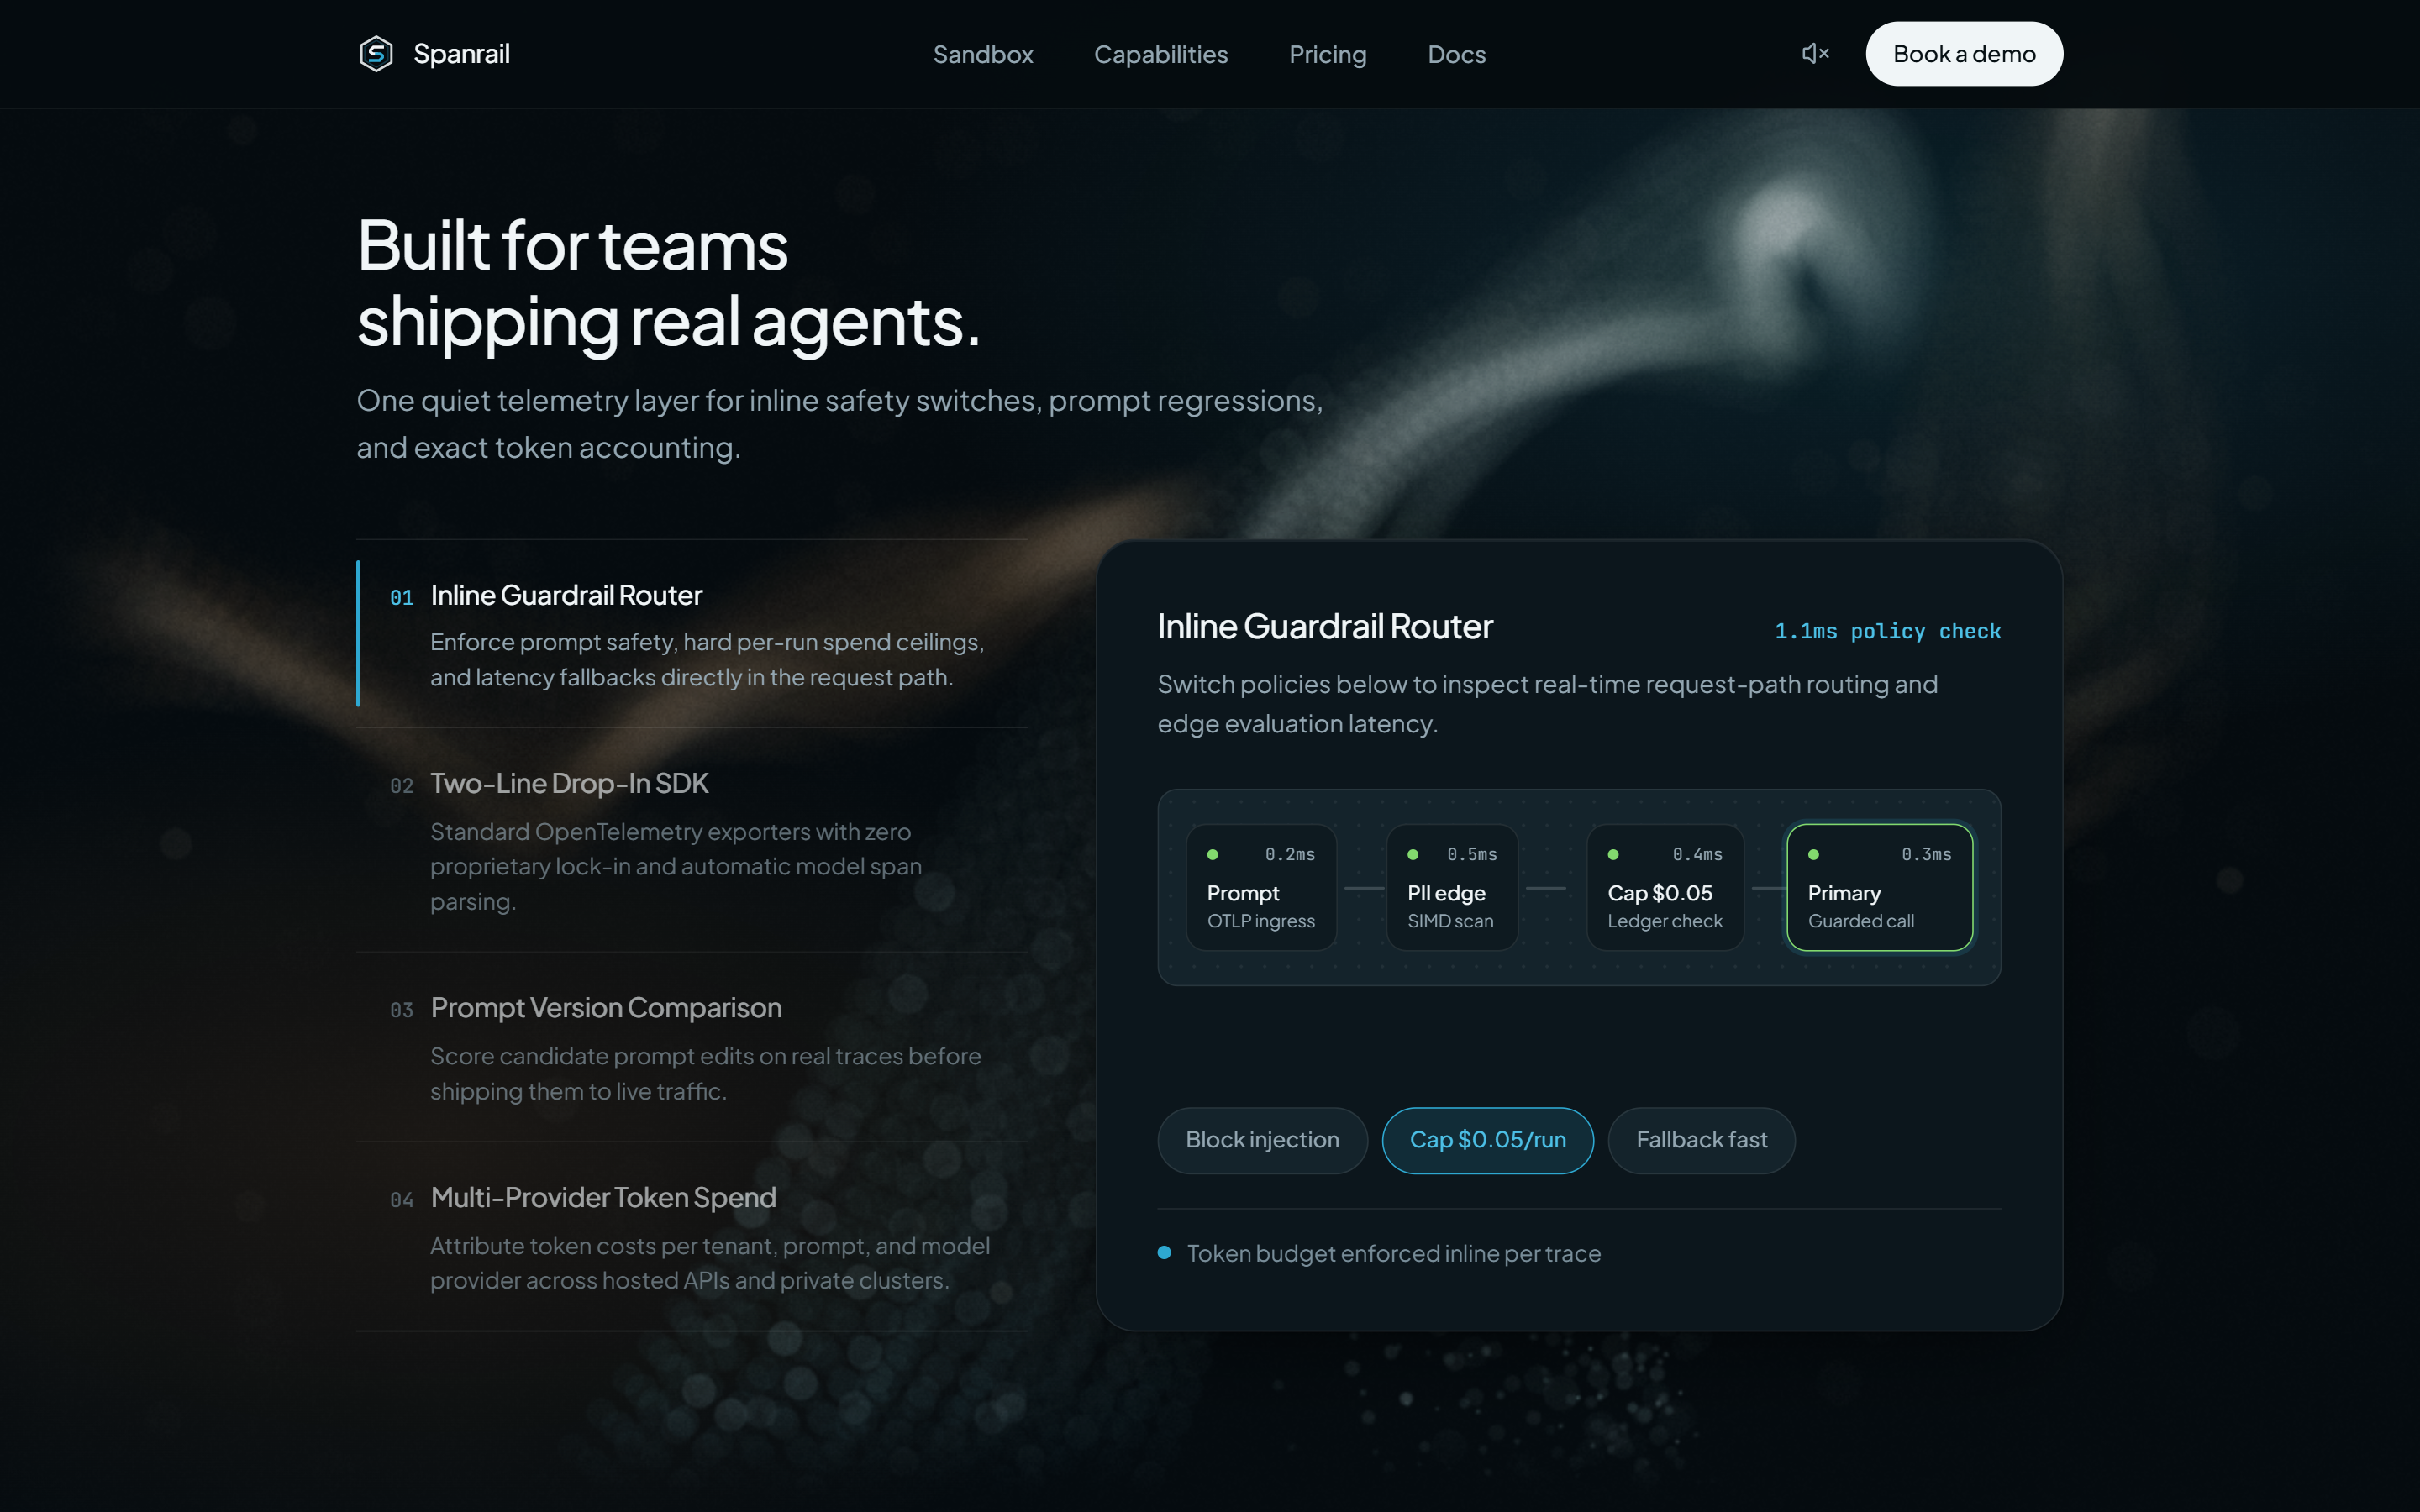 Spanrail
Sandbox
Capabilities
Pricing
Docs
Book a demo
Built for teams
shipping real agents.
One quiet telemetry layer for inline safety switches, prompt regressions,
and exact token accounting.
01 Inline Guardrail Router
Enforce prompt safety, hard per-run spend ceilings,
and latency fallbacks directly in the request path.
02 Two-Line Drop-In SDK
Standard OpenTelemetry exporters with zero
proprietary lock-in and automatic model span
parsing.
03 Prompt Version Comparison
Score candidate prompt edits on real traces before
shipping them to live traffic.
04 Multi-Provider Token Spend
Attribute token costs per tenant, prompt, and model
provider across hosted APIs and private clusters.
Inline Guardrail Router
1.1ms policy check
Switch policies below to inspect real-time request-path routing and
edge evaluation latency.
0.2ms
Prompt
OTLP ingress
0.5ms
PII edge
SIMD scan
0.4ms
Cap $0.05
Ledger check
0.3ms
Primary
Guarded call
Block injection
Cap $0.05/run
Fallback fast
Token budget enforced inline per trace